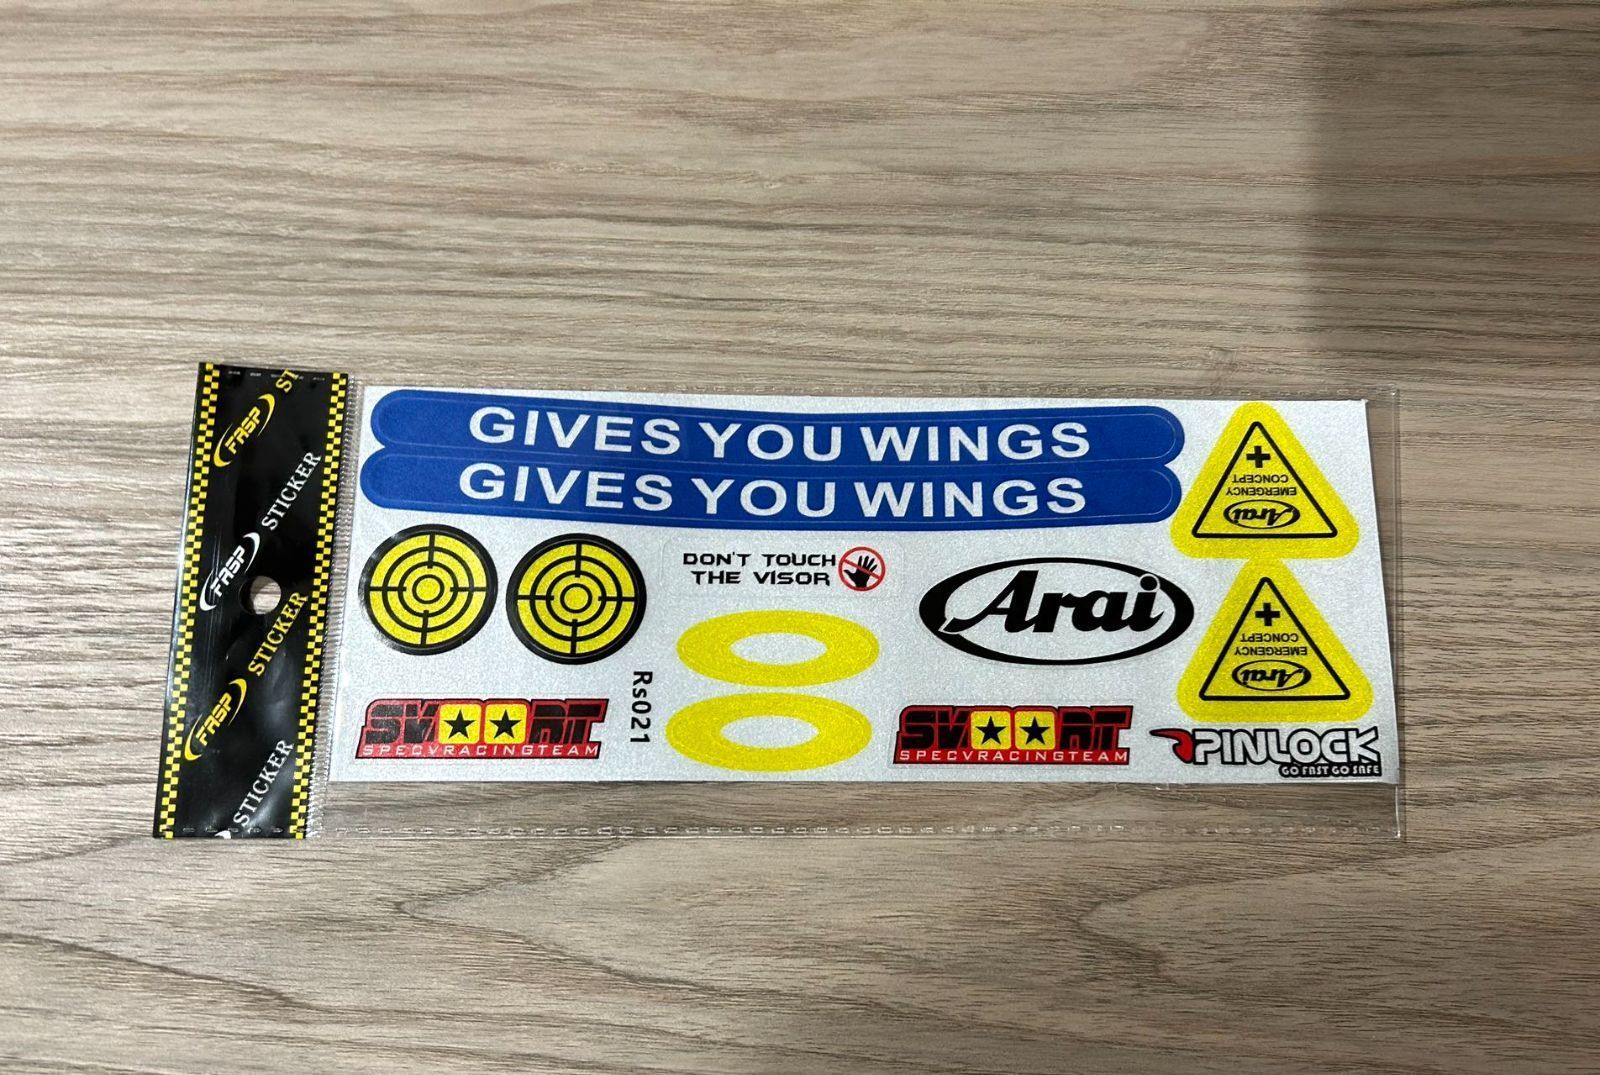 FASP ST
FASP STICKER
FASP STICKER
STICKER
GIVES YOU WINGS
GIVES YOU WINGS
EMERGENCY
CONCEPT
Arai
DON'T TOUCH
THE VISOR
Arai
EMERGENCY
CONCEPT
Arai
Rs021
SPECVRACINGTEAM
SPECVRACINGTEAM
PINLOCK
GO FAST GO SAFE